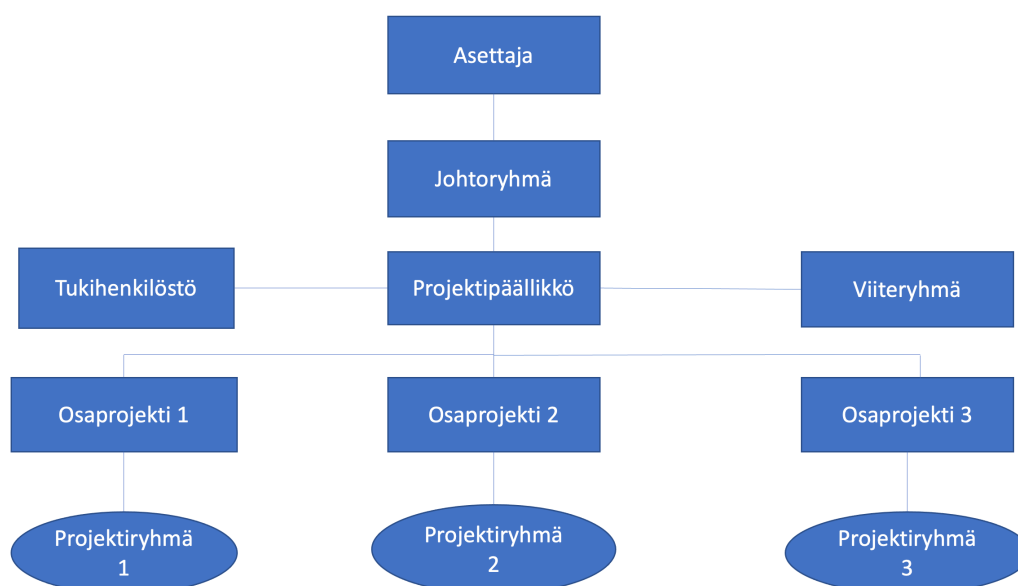 Asettaja
Johtoryhmä
Tukihenkilöstö
Projektipäällikkö
Viiteryhmä
Osaprojekti 1
Osaprojekti 2
Osaprojekti 3
Projektiryhmä
1
Projektiryhmä
2
Projektiryhmä
3